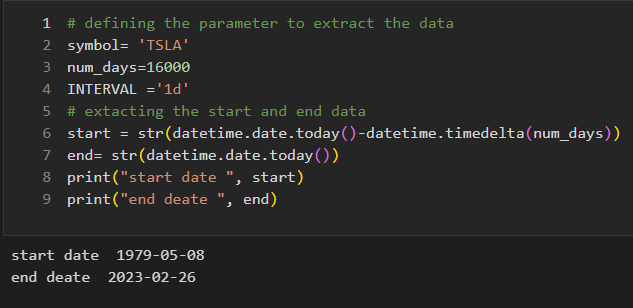 1 # defining the parameter to extract the data
2 symbol= 'TSLA'
3 num_days=16000
4 INTERVAL ='1d'
5 # extacting the start and end data
6 start = str(datetime.date.today()-datetime.timedelta(num_days))
7 end= str(datetime.date.today())
8 print("start date ", start)
9 print("end deate ", end)
start date  1979-05-08
end deate  2023-02-26